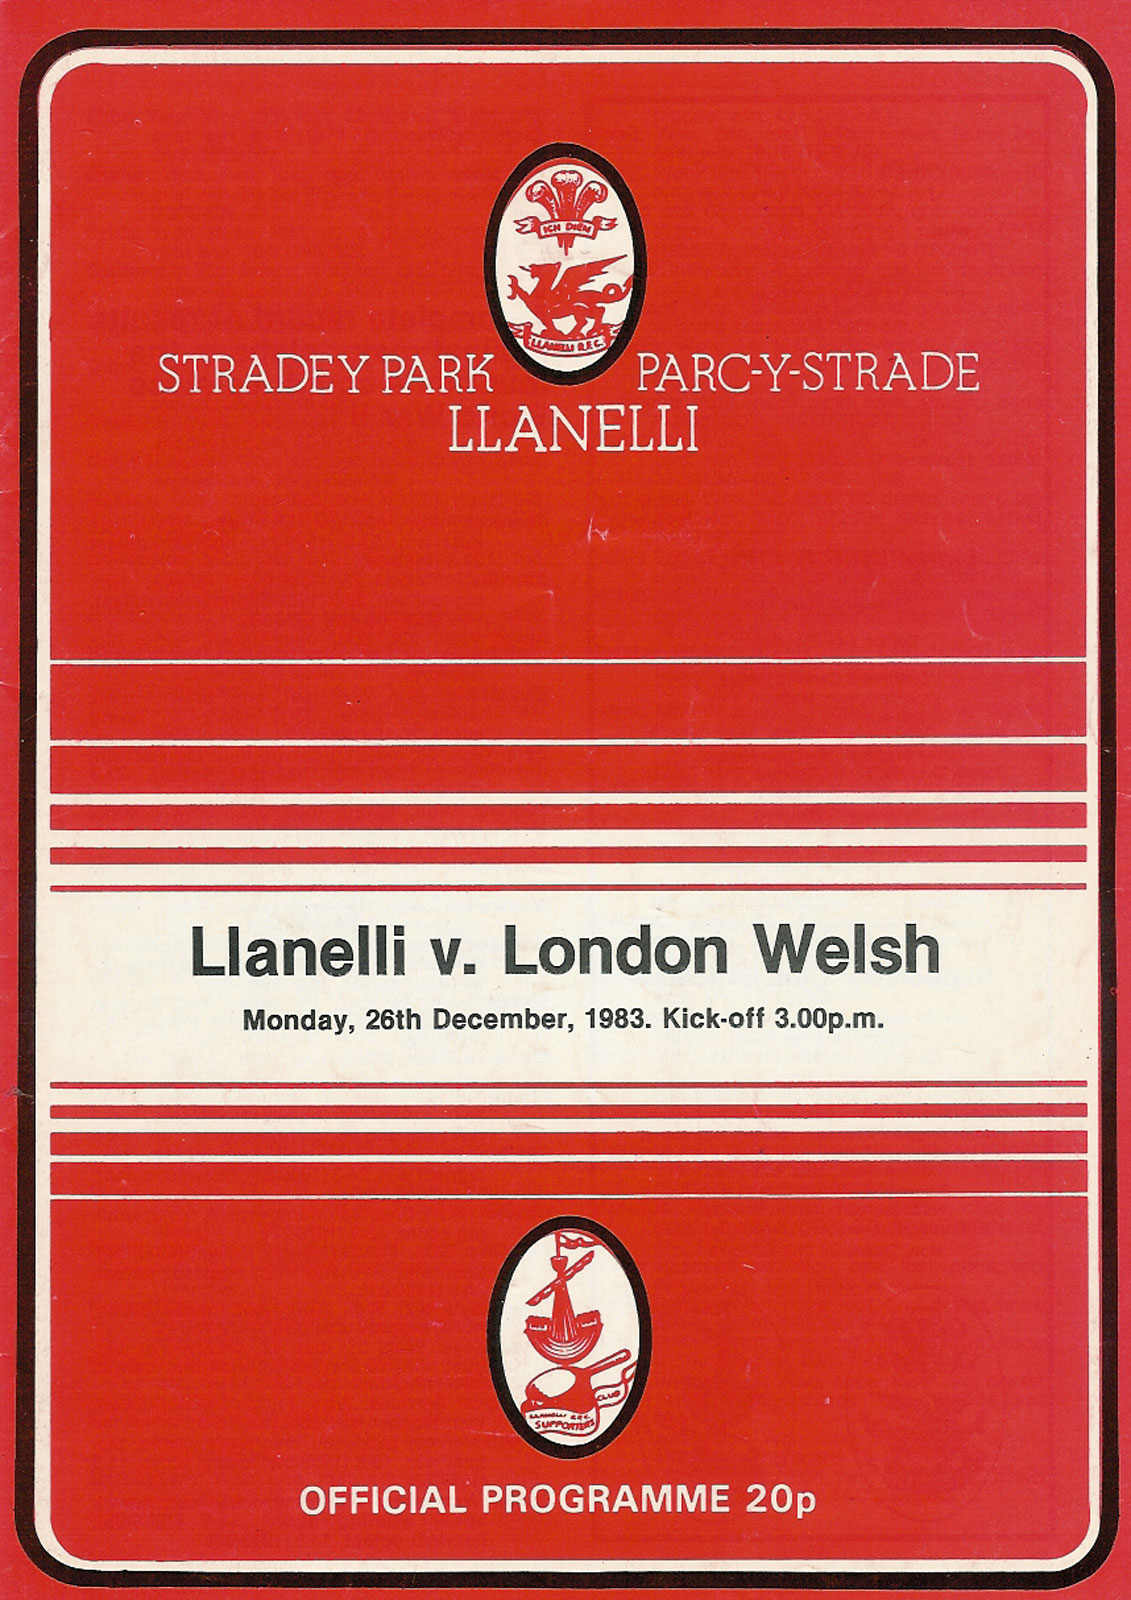 ICH DIEN
LLANELLI R.F.C.
STRADEY PARK PARC-Y-STRADE
LLANELLI
Llanelli v. London Welsh
Monday, 26th December, 1983. Kick-off 3.00p.m.
CLUB
LLANELLI R.F.C.
SUPPORTERS
OFFICIAL PROGRAMME 20p